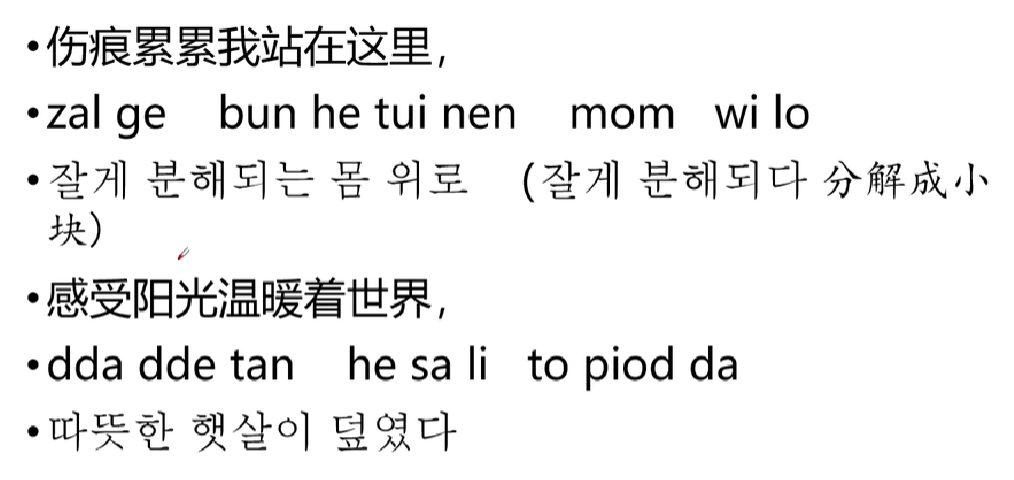 •伤痕累累我站在这里，
•zal ge bun he tui nen mom wi lo
•잘게 분해되는 몸 위로 (잘게 분해되다 分解成小
块)
•感受阳光温暖着世界，
•dda dde tan he sa li to piod da
•따뜻한 햇살이 덮였다